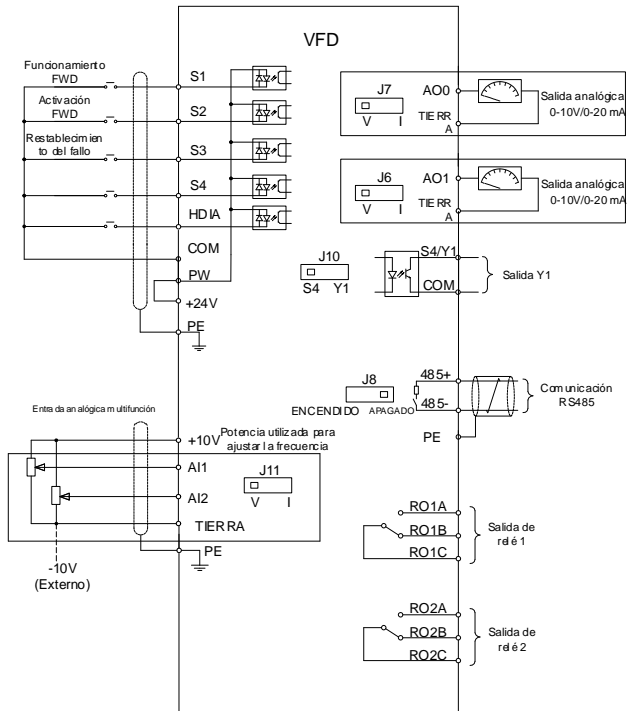 VFD
Funcionamiento
FWD
S1
Activación
FWD
S2
Restablecimien
to del fallo
S3
S4
HDIA
COM
PW
+24V
PE
J7
V I
AO0
TIERR
A
Salida analógica
0-10V/0-20 mA
J6
V I
AO1
TIERR
A
Salida analógica
0-10V/0-20 mA
J10
S4 Y1
S4/Y1
COM
Salida Y1
J8
ENCENDIDO APAGADO
485+
485-
PE
Comunicación
RS485
Entrada analógica multifunción
+10V
Potencia utilizada para
ajustar la frecuencia
AI1
AI2
J11
V I
TIERRA
PE
-10V
(Externo)
RO1A
RO1B
RO1C
Salida de
relé 1
RO2A
RO2B
RO2C
Salida de
relé 2